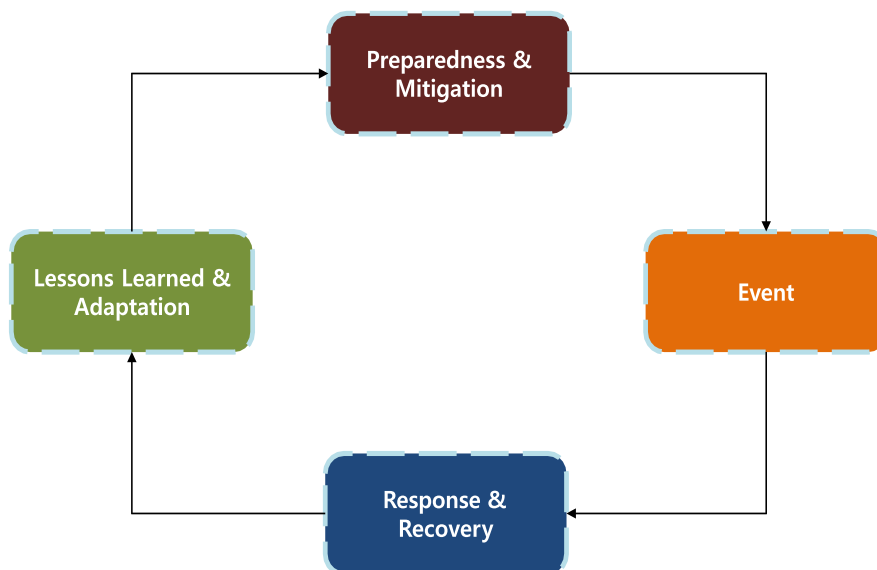 Preparedness &
Mitigation
Lessons Learned &
Adaptation
Event
Response &
Recovery